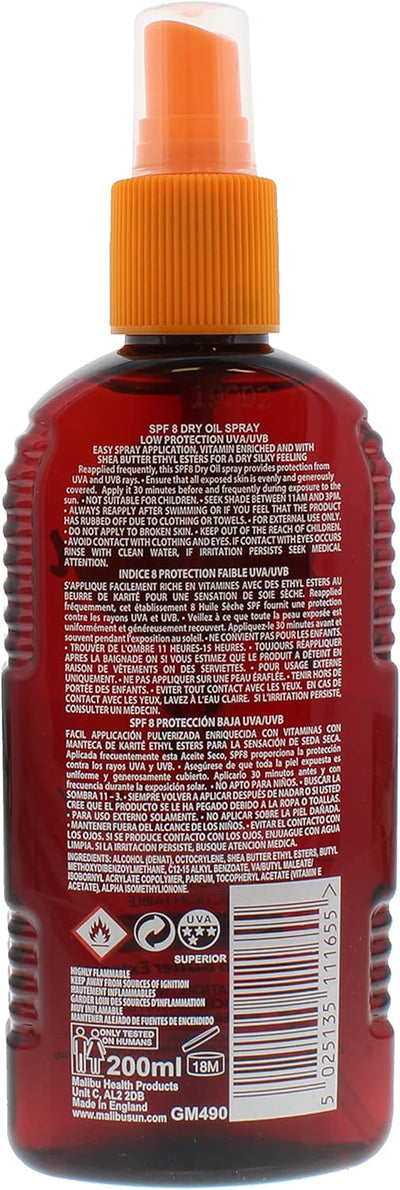 19692
SPF 8 DRY OIL SPRAY
LOW PROTECTION UVA/UVB
EASY SPRAY APPLICATION, VITAMIN ENRICHED AND WITH
SHEA BUTTER ETHYL ESTERS FOR A DRY SILKY FEELING
Reapplied frequently, this SPF8 Dry Oil spray provides protection from
UVA and UVB rays. • Ensure that all exposed skin is evenly and generously
covered. Apply it 30 minutes before and frequently during exposure to the
sun. • NOT SUITABLE FOR CHILDREN. • SEEK SHADE BETWEEN 11AM AND 3PM.
• ALWAYS REAPPLY AFTER SWIMMING OR IF YOU FEEL THAT THE PRODUCT
HAS RUBBED OFF DUE TO CLOTHING OR TOWELS. • FOR EXTERNAL USE ONLY.
• DO NOT APPLY TO BROKEN SKIN. • KEEP OUT OF THE REACH OF CHILDREN.
• AVOID CONTACT WITH CLOTHING AND EYES. IF CONTACT WITH EYES OCCURS
RINSE WITH CLEAN WATER, IF IRRITATION PERSISTS SEEK MEDICAL
ATTENTION.
INDICE 8 PROTECTION FAIBLE UVA/UVB
S'APPLIQUE FACILEMENT RICHE EN VITAMINES AVEC DES ETHYL ESTERS AU
BEURRE DE KARITÉ POUR UNE SENSATION DE SOIE SÈCHE. Réappliqué
fréquemment, cet établissement 8 Huile Sèche SPF fournit une protection
contre les rayons UVA et UVB. • Veillez à ce que toute la peau exposée est
uniformément et généreusement recouvert. Appliquez-le 30 minutes avant et
souvent pendant l'exposition au soleil. • NE CONVIENT PAS POUR LES ENFANTS.
• TROUVER DE L'OMBRE 11 HEURES-15 HEURES. • TOUJOURS RÉAPPLIQUER
APRES LA BAIGNADE OU SI VOUS ESTIMEZ QUE LE PRODUIT A DÉTEINT EN
RAISON DE VÊTEMENTS ON DES SERVIETTES. • POUR USAGE EXTERNE
UNIQUEMENT. • NE PAS APPLIQUER SUR UNE PEAU ÉRAFLÉE. • TENIR HORS DE
PORTÉE DES ENFANTS. • EVITER TOUT CONTACT AVEC LES YEUX. EN CAS DE
CONTACT AVEC LES YEUX, LAVEZ À L'EAU CLAIRE. SI L'IRRITATION PERSISTE,
CONSULTER UN MÉDECIN.
SPF 8 PROTECCIÓN BAJA UVA/UVB
FACIL APPLICATIÓN PULVERIZADA ENRIQUECIDA CON VITAMINAS CON
MANTECA DE KARITÉ ETHYL ESTERS PARA LA SENSACIÓN DE SEDA SECA.
Aplicada frecuentemente esta Aceite Seco, SPF8 proporciona la protección
contra los rayos UVA y UVB. • Asegúrese de que toda la piel expuesta es
uniforme y generosamente cubierto. Aplicarlo 30 minutos antes y con
frecuencia durante la exposición solar. • NO APTO PARA NIÑOS. • BUSCAR LA
SOMBRA 11 – 3. • SIEMPRE VOLVER A APLICAR DESPUÉS DE NADAR O SI USTED
CREE QUE EL PRODUCTO SE LE HA PEGADO DEBIDO A LA ROPA O TOALLAS.
• PARA USO EXTERNO SOLAMENTE. • NO APLICAR SOBRE LA PIEL DAÑADA.
• MANTENER FUERA DEL ALCANCE DE LOS NIÑOS. • EVITAR EL CONTACTO CON
LOS OJOS. SI SE PRODUCE CONTACTO CON LOS OJOS, ENJUAGUE CON AGUA
LIMPIA. SI LA IRRITACIÓN PERSISTE, BUSQUE ATENCIÓN MEDICA.
INGREDIENTS: ALCOHOL (DENAT), OCTOCRYLENE, SHEA BUTTER ETHYL ESTERS, BUTYL
METHOXYDIBENZOYLMETHANE, C12-15 ALKYL BENZOATE, VA/BUTYL MALEATE/
ISOBORNYL ACRYLATE COPOLYMER, PARFUM, TOCOPHERYL ACETATE (VITAMIN E
ACETATE), ALPHA ISOMETHYLIONONE.
UVA
SUPERIOR
HIGHLY FLAMMABLE
KEEP AWAY FROM SOURCES OF IGNITION
HAUTEMENT INFLAMMABLES
GARDER LOIN DES SOURCES D'INFLAMMATION
MUY INFLAMABLE
MANTENER ALEJADO DE FUENTES DE ENCENDIDO
ONLY TESTED
ON HUMANS
200ml
18M
Malibu Health Products
Unit C, AL2 2DB
Made in England
www.malibusun.com
GM490
5 025135 111655 >